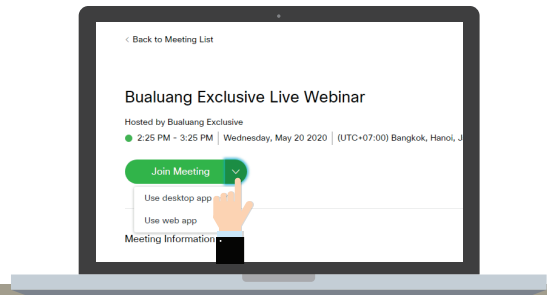 < Back to Meeting List
Bualuang Exclusive Live Webinar
Hosted by Bualuang Exclusive
2:25 PM - 3:25 PM | Wednesday, May 20 2020 | (UTC+07:00) Bangkok, Hanoi, J
Join Meeting
Use desktop app
Use web app
Meeting Information